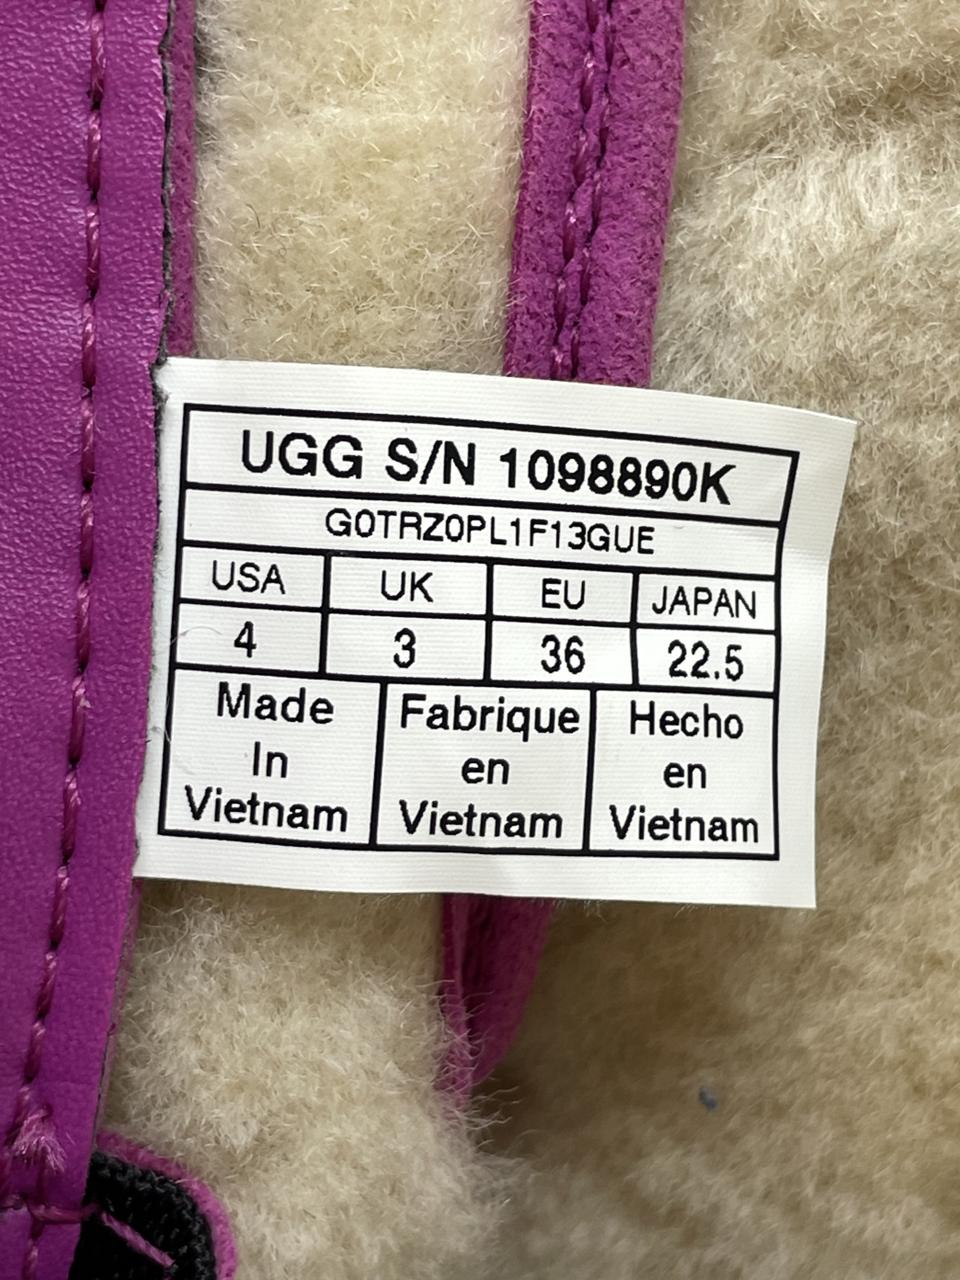 UGG S/N 1098890K
G0TRZ0PL1F13GUE
USA UK EU JAPAN
4 3 36 22.5
Made In Vietnam
Fabrique en Vietnam
Hecho en Vietnam